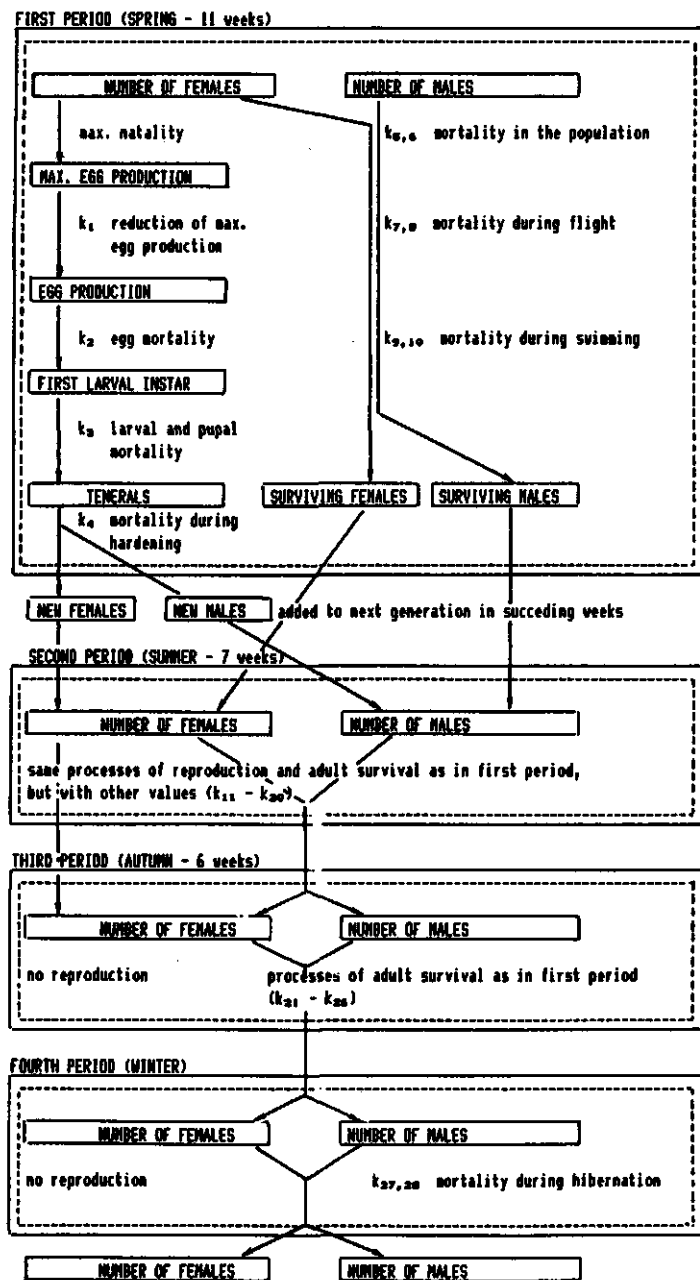 FIRST PERIOD (SPRING - 11 weeks)
NUMBER OF FEMALES
NUMBER OF MALES
max. natality
k₅,₆ mortality in the population
MAX. EGG PRODUCTION
k₁ reduction of max.
egg production
k₇,₈ mortality during flight
EGG PRODUCTION
k₂ egg mortality
k₉,₁₀ mortality during swimming
FIRST LARVAL INSTAR
k₃ larval and pupal
mortality
TENERALS
SURVIVING FEMALES
SURVIVING MALES
k₄ mortality during
hardening
NEW FEMALES
NEW MALES
added to next generation in succeding weeks
SECOND PERIOD (SUMMER - 7 weeks)
NUMBER OF FEMALES
NUMBER OF MALES
same processes of reproduction and adult survival as in first period,
but with other values (k₁₁ - k₂₀)
THIRD PERIOD (AUTUMN - 6 weeks)
NUMBER OF FEMALES
NUMBER OF MALES
no reproduction
processes of adult survival as in first period
(k₂₁ - k₂₆)
FOURTH PERIOD (WINTER)
NUMBER OF FEMALES
NUMBER OF MALES
no reproduction
k₂₇,₂₈ mortality during hibernation
NUMBER OF FEMALES
NUMBER OF MALES